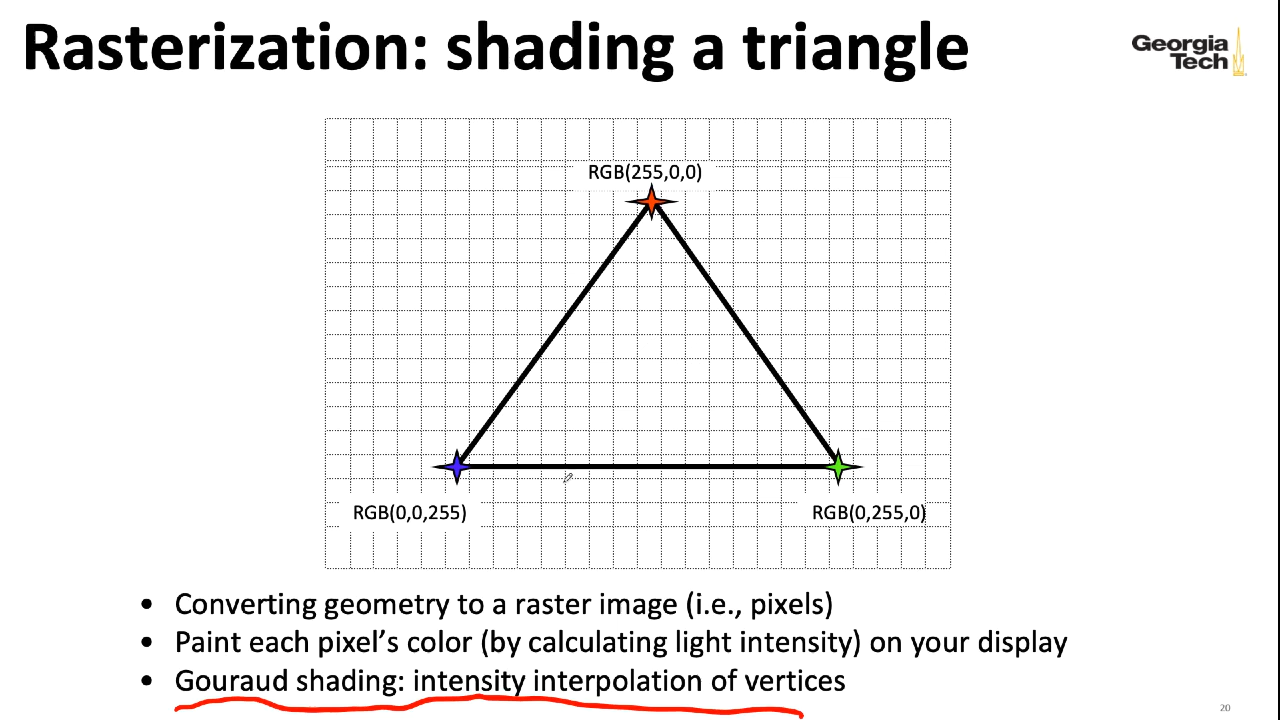 Rasterization: shading a triangle
Georgia
Tech
RGB(255,0,0)
RGB(0,0,255)
RGB(0,255,0)
• Converting geometry to a raster image (i.e., pixels)
• Paint each pixel’s color (by calculating light intensity) on your display
• Gouraud shading: intensity interpolation of vertices
20